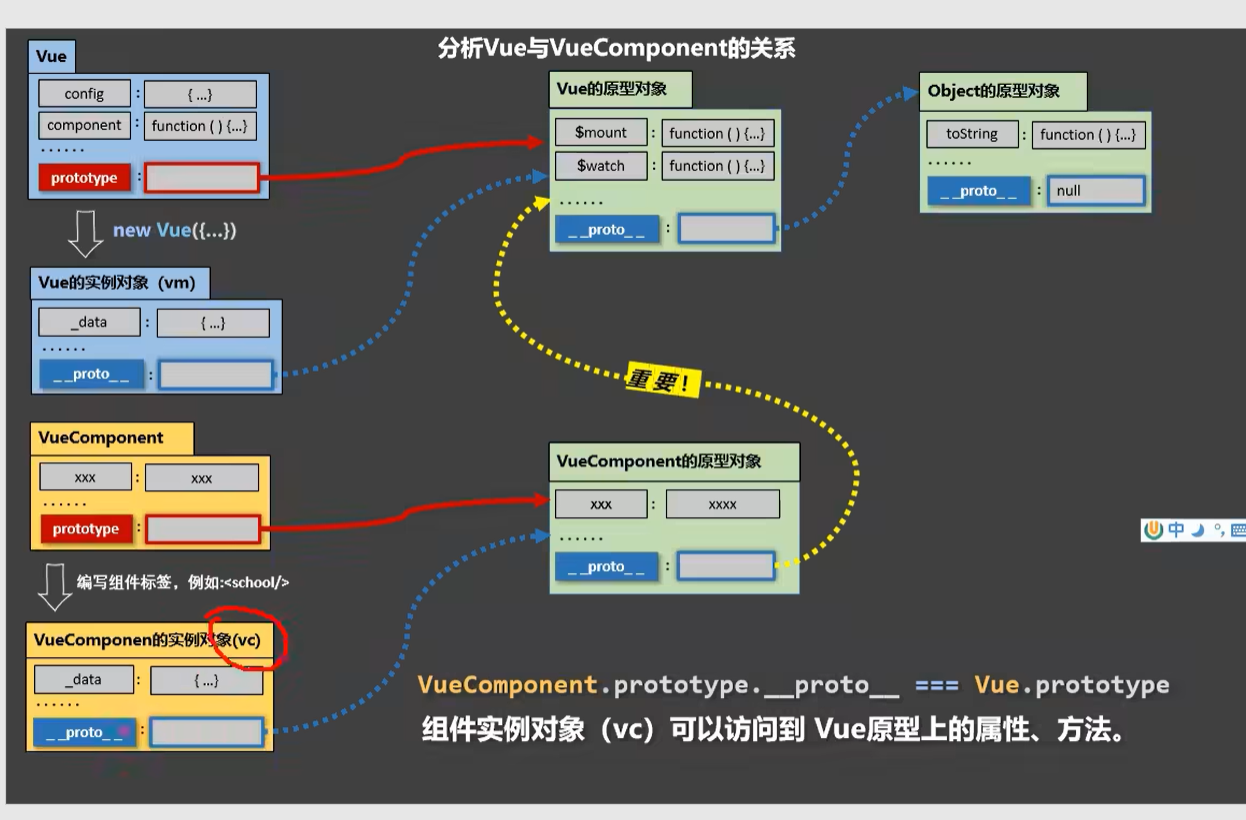 分析Vue与VueComponent的关系
Vue
config : { ...}
component : function ( ) {...}
......
prototype :
new Vue({...})
Vue的实例对象（vm）
_data : { ...}
......
__proto__ :
VueComponent
xxx : xxx
......
prototype :
编写组件标签，例如:<school/>
VueComponen的实例对象(vc)
_data : { ...}
......
__proto__ :
Vue的原型对象
$mount : function ( ) {...}
$watch : function ( ) {...}
......
__proto__ :
Object的原型对象
toString : function ( ) {...}
......
__proto__ : null
重要！
VueComponent的原型对象
xxx : xxxx
......
__proto__ :
中
VueComponent.prototype.__proto__ === Vue.prototype
组件实例对象（vc）可以访问到 Vue原型上的属性、方法。